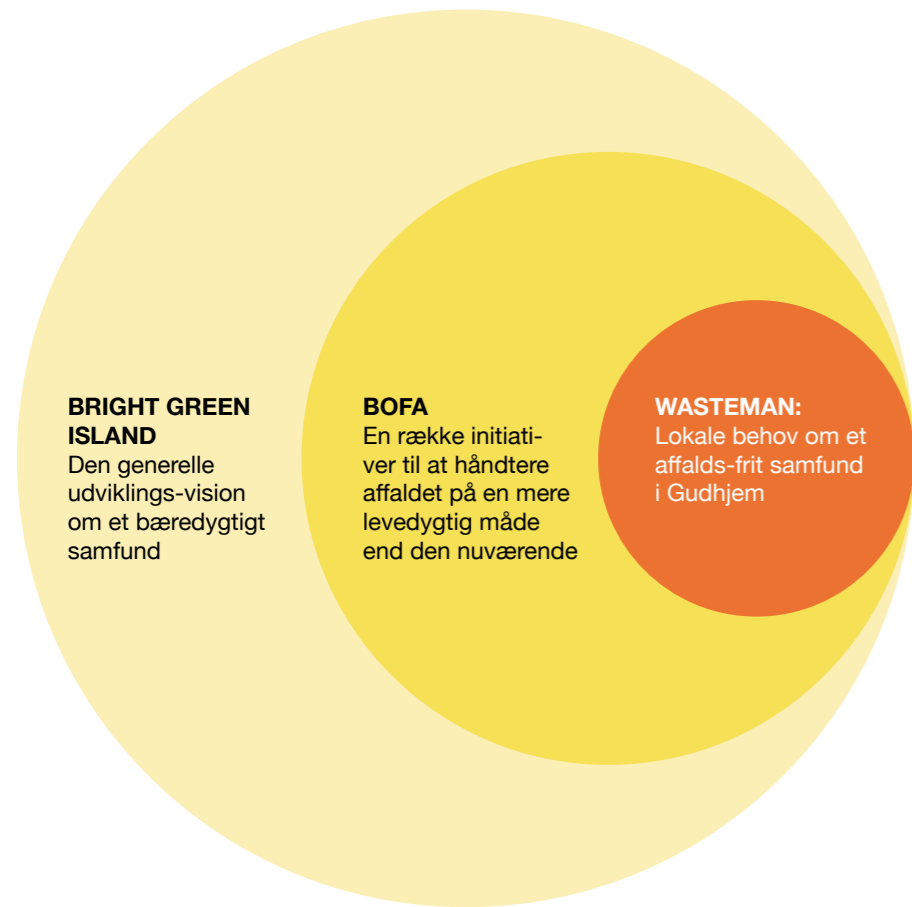 BRIGHT GREEN
ISLAND
Den generelle
udviklings-vision
om et bæredygtigt
samfund
BOFA
En række initiati-
ver til at håndtere
affaldet på en mere
levedygtig måde
end den nuværende
WASTEMAN:
Lokale behov om et
affalds-frit samfund
i Gudhjem